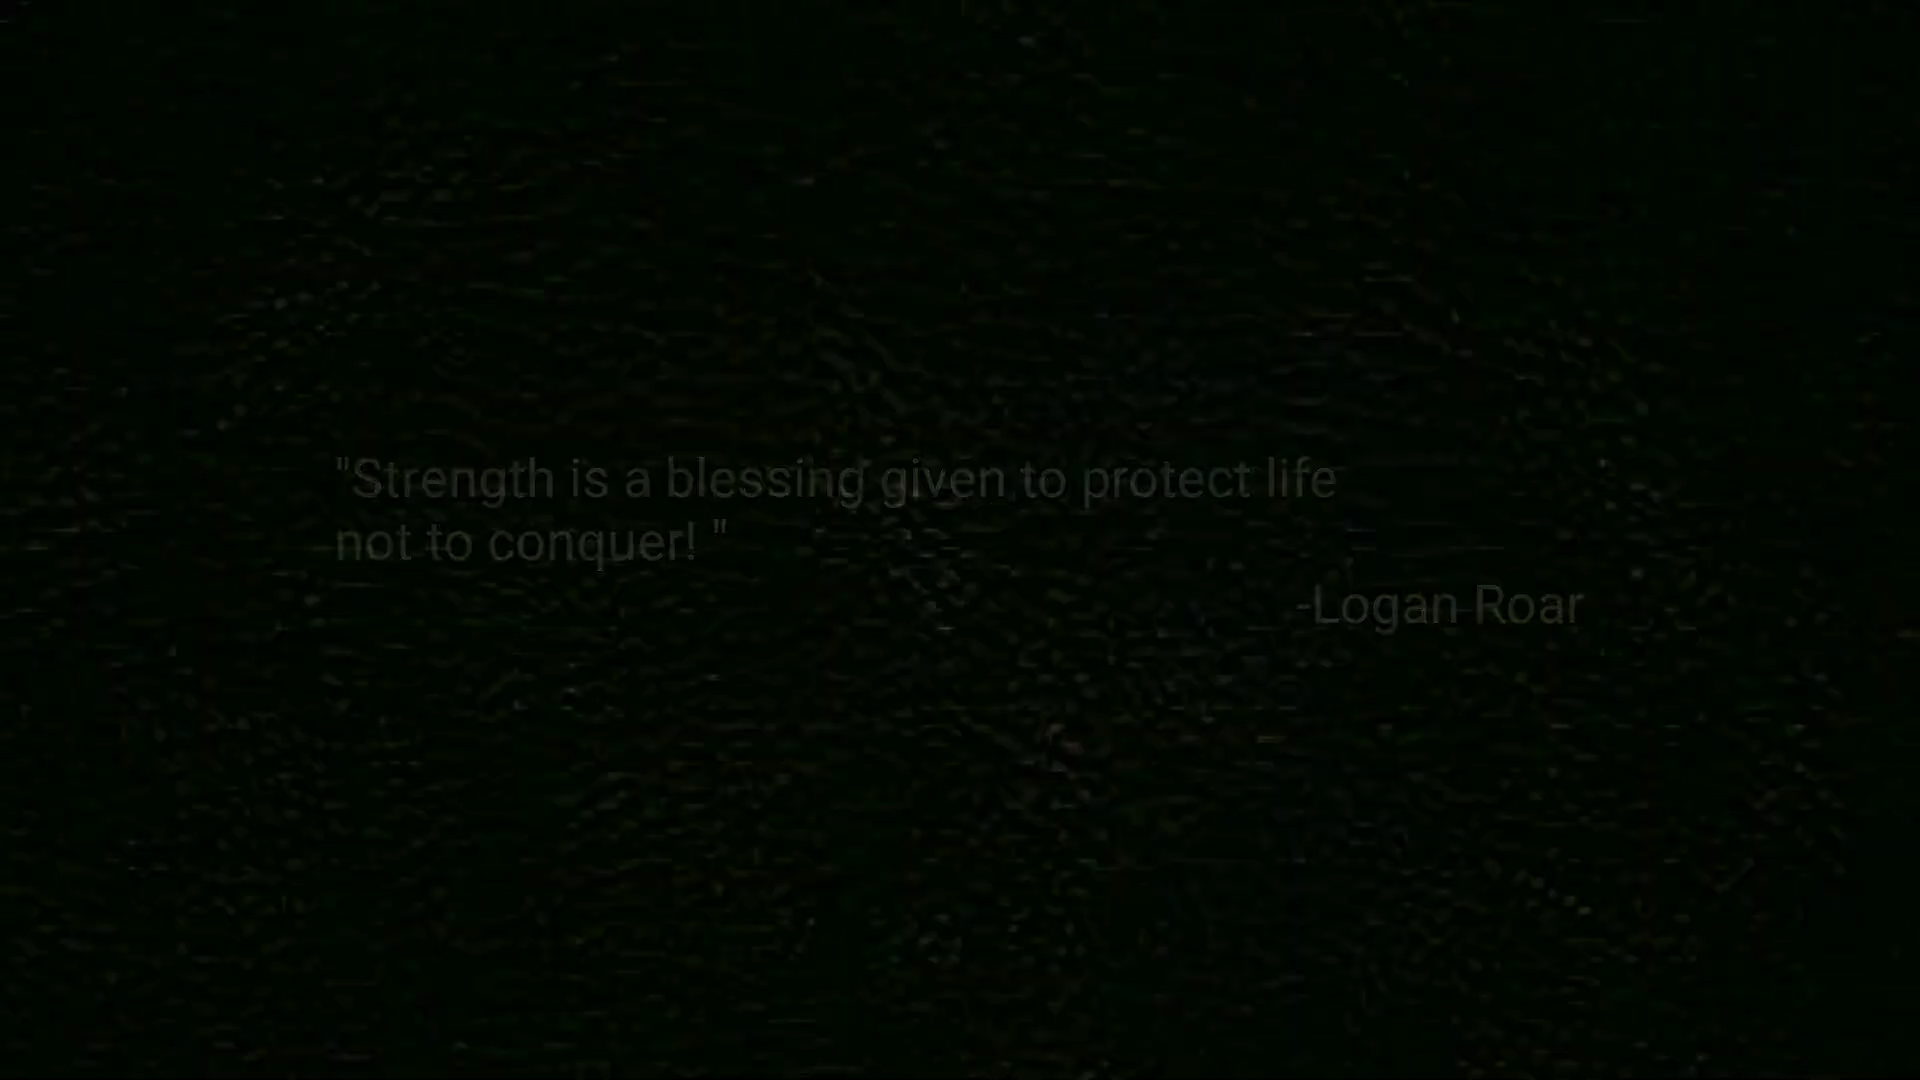 "Strength is a blessing given to protect life
not to conquer! "
-Logan Roar